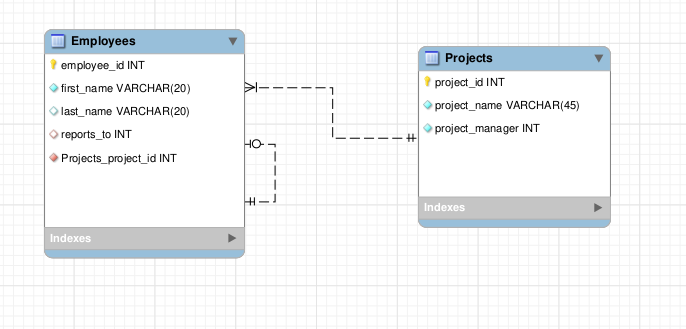 Employees
employee_id INT
first_name VARCHAR(20)
last_name VARCHAR(20)
reports_to INT
Projects_project_id INT
Indexes
Projects
project_id INT
project_name VARCHAR(45)
project_manager INT
Indexes